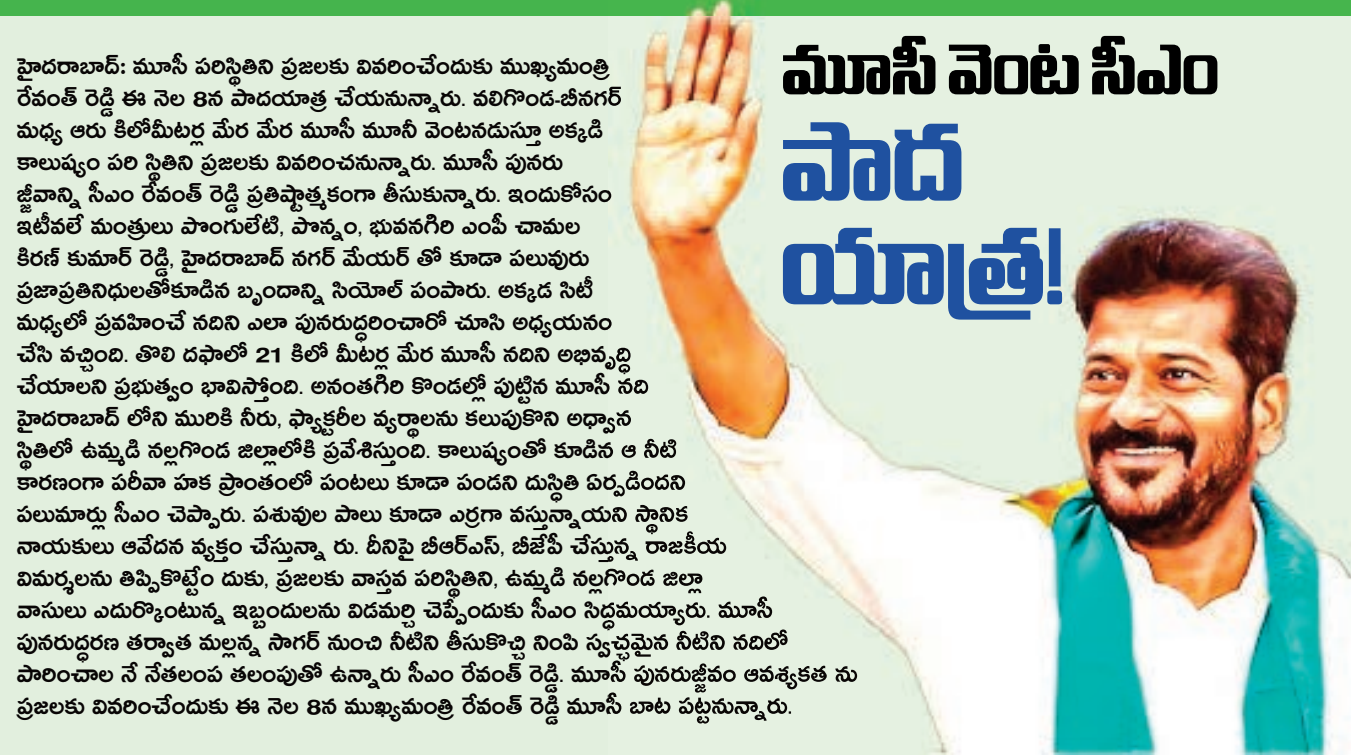 మూసీ వెంట సీఎం
పాద
యాత్ర!
హైదరాబాద్: మూసీ పరిస్థితిని ప్రజలకు వివరించేందుకు ముఖ్యమంత్రి
రేవంత్ రెడ్డి ఈ నెల 8న పాదయాత్ర చేయనున్నారు. వలిగొండ-బీనగర్
మధ్య ఆరు కిలోమీటర్ల మేర మేర మూసీ మూనీ వెంటనడుస్తూ అక్కడి
కాలుష్యం పరి స్థితిని ప్రజలకు వివరించనున్నారు. మూసీ పునరు
జ్జీవాన్ని సీఎం రేవంత్ రెడ్డి ప్రతిష్టాత్మకంగా తీసుకున్నారు. ఇందుకోసం
ఇటీవలే మంత్రులు పొంగులేటి, పొన్నం, భువనగిరి ఎంపీ చామల
కిరణ్ కుమార్ రెడ్డి, హైదరాబాద్ నగర్ మేయర్ తో కూడా పలువురు
ప్రజాప్రతినిధులతోకూడిన బృందాన్ని సియోల్ పంపారు. అక్కడ సిటీ
మధ్యలో ప్రవహించే నదిని ఎలా పునరుద్ధరించారో చూసి అధ్యయనం
చేసి వచ్చింది. తొలి దఫాలో 21 కిలో మీటర్ల మేర మూసీ నదిని అభివృద్ధి
చేయాలని ప్రభుత్వం భావిస్తోంది. అనంతగిరి కొండల్లో పుట్టిన మూసీ నది
హైదరాబాద్ లోని మురికి నీరు, ఫ్యాక్టరీల వ్యర్థాలను కలుపుకొని అధ్వాన
స్థితిలో ఉమ్మడి నల్లగొండ జిల్లాలోకి ప్రవేశిస్తుంది. కాలుష్యంతో కూడిన ఆ నీటి
కారణంగా పరీవా హక ప్రాంతంలో పంటలు కూడా పండని దుస్థితి ఏర్పడిందని
పలుమార్లు సీఎం చెప్పారు. పశువుల పాలు కూడా ఎర్రగా వస్తున్నాయని స్థానిక
నాయకులు ఆవేదన వ్యక్తం చేస్తున్నా రు. దీనిపై బీఆర్ఎస్, బీజేపీ చేస్తున్న రాజకీయ
విమర్శలను తిప్పికొట్టేం దుకు, ప్రజలకు వాస్తవ పరిస్థితిని, ఉమ్మడి నల్లగొండ జిల్లా
వాసులు ఎదుర్కొంటున్న ఇబ్బందులను విడమర్చి చెప్పేందుకు సీఎం సిద్ధమయ్యారు. మూసీ
పునరుద్ధరణ తర్వాత మల్లన్న సాగర్ నుంచి నీటిని తీసుకొచ్చి నింపి స్వచ్ఛమైన నీటిని నదిలో
పారించాల నే నేతలంప తలంపుతో ఉన్నారు సీఎం రేవంత్ రెడ్డి. మూసీ పునరుజ్జీవం ఆవశ్యకత ను
ప్రజలకు వివరించేందుకు ఈ నెల 8న ముఖ్యమంత్రి రేవంత్ రెడ్డి మూసీ బాట పట్టనున్నారు.